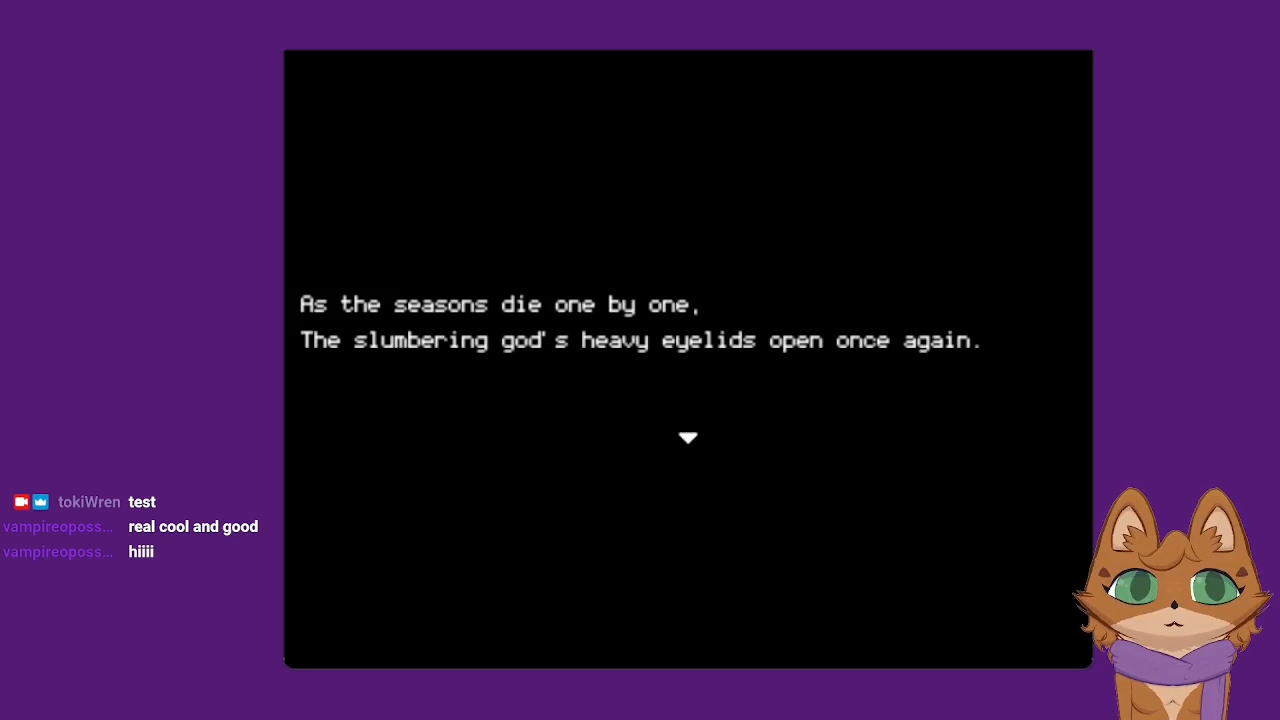 As the seasons die one by one,
The slumbering god's heavy eyelids open once again.
tokiWren test
vampireoposs... real cool and good
vampireoposs... hiiii